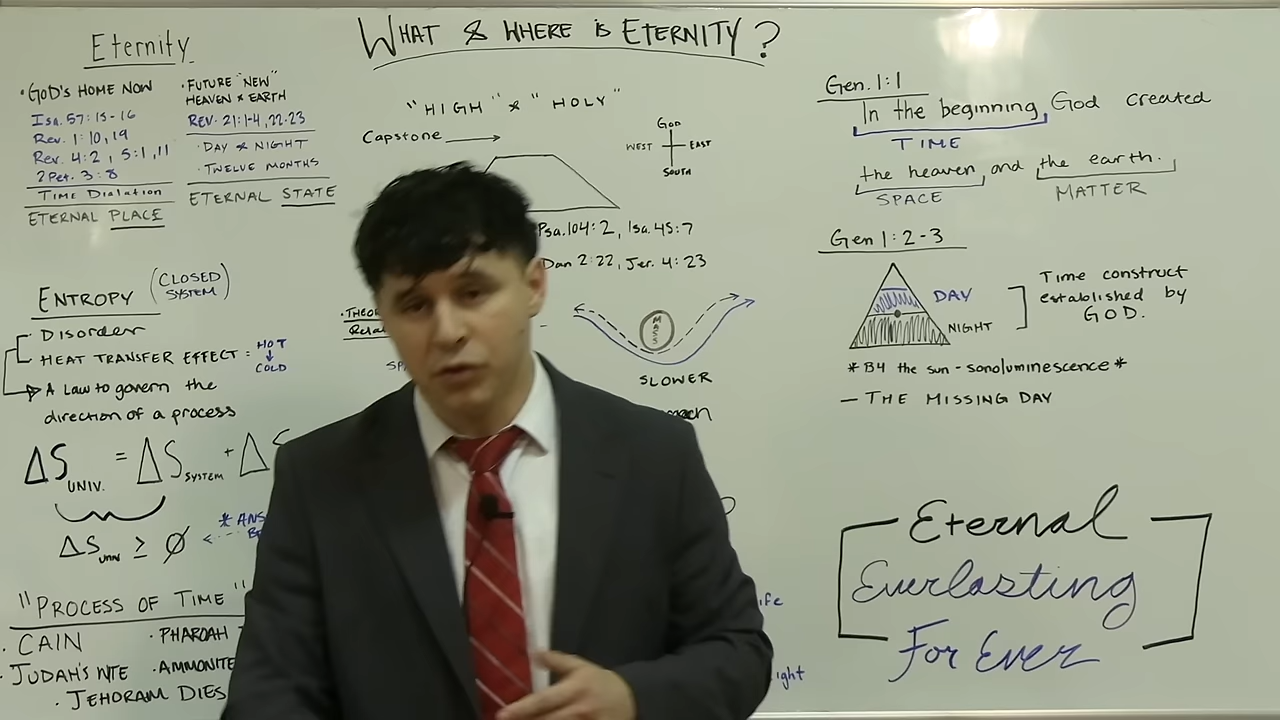 WHAT & WHERE IS ETERNITY?
Eternity
• GOD'S HOME NOW
Isa. 57:15-16
Rev. 1:10, 19
Rev. 4:2, 5:1, 11
2 Pet. 3:8
TIME Dialation
ETERNAL PLACE
• FUTURE "NEW"
HEAVEN & EARTH
REV. 21:1-4, 22.23
• DAY & NIGHT
• TWELVE MONTHS
ETERNAL STATE
ENTROPY (CLOSED SYSTEM)
Disorder
HEAT TRANSFER EFFECT : HOT ↓ COLD
A LAW to govern the
direction of a process
ΔS UNIV. = ΔS SYSTEM + Δ
ΔS UNIV ≥ Ø
"PROCESS OF TIME"
• CAIN
• PHAROAH
• JUDAH'S WIFE
• AMMONITE
• JEHORAM DIES
"HIGH" & "HOLY"
Capstone
GOD
WEST
EAST
SOUTH
Psa. 104:2, Isa. 45:7
Dan 2:22, Jer. 4:23
MASS
SLOWER
Gen. 1:1
In the beginning, God created
TIME
the heaven, and the earth.
SPACE
MATTER
Gen 1:2-3
DAY
NIGHT
Time construct
established by
GOD.
* B4 the sun - sonoluminescence *
— THE MISSING DAY
Eternal
Everlasting
For Ever